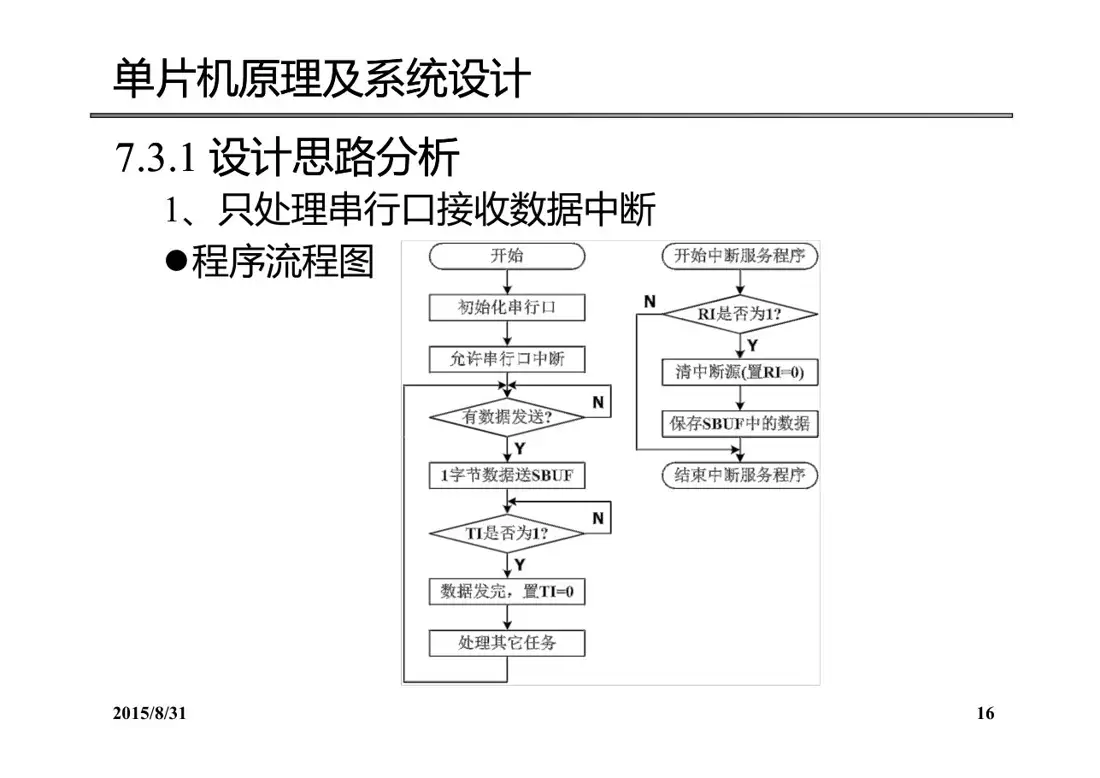 单片机原理及系统设计
7.3.1 设计思路分析
1、只处理串行口接收数据中断
●程序流程图
开始
初始化串行口
允许串行口中断
有数据发送?
N
Y
1字节数据送SBUF
TI是否为1?
N
Y
数据发完，置TI=0
处理其它任务
开始中断服务程序
RI是否为1?
N
Y
清中断源(置RI=0)
保存SBUF中的数据
结束中断服务程序
2015/8/31
16